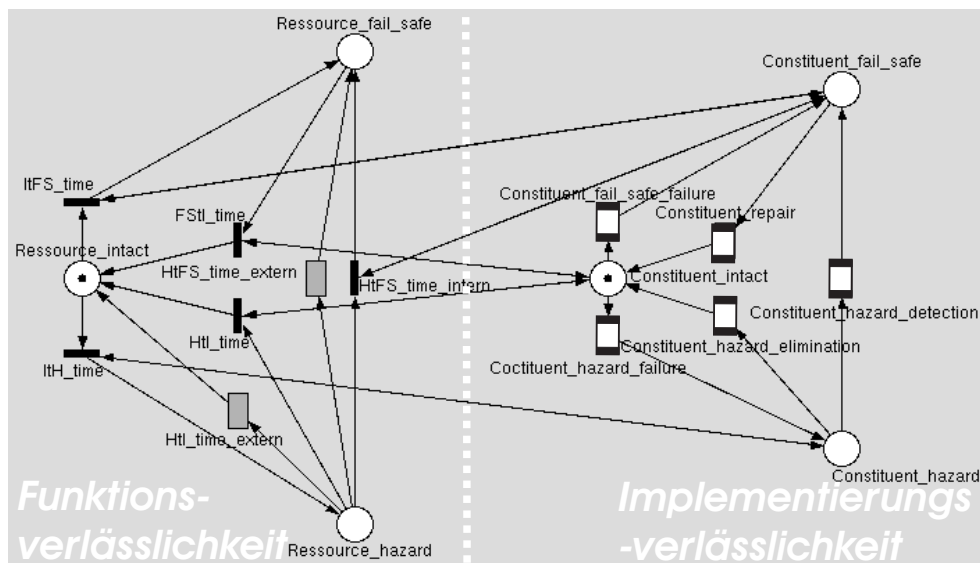 Ressource_fail_safe
Constituent_fail_safe
ItFS_time
Constituent_fail_safe_failure
FStI_time
Constituent_repair
Ressource_intact
HtFS_time_extern
HtFS_time_intern
Constituent_intact
Constituent_hazard_detection
HtI_time
Constituent_hazard_elimination
ItH_time
Coctituent_hazard_failure
HtI_time_extern
Constituent_hazard
Ressource_hazard
Funktions-
verlässlichkeit
Implementierungs
-verlässlichkeit